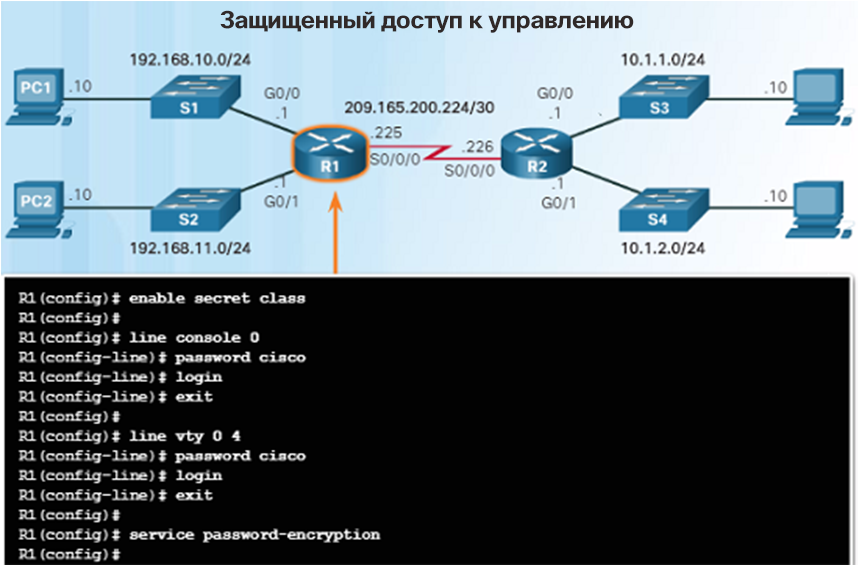 Защищенный доступ к управлению
192.168.10.0/24
10.1.1.0/24
PC1
.10
S1
G0/0
.1
209.165.200.224/30
G0/0
.1
S3
.10
.225
.226
R1
S0/0/0
S0/0/0
R2
PC2
.10
S2
.1
G0/1
.1
G0/1
S4
.10
192.168.11.0/24
10.1.2.0/24
R1(config)# enable secret class
R1(config)#
R1(config)# line console 0
R1(config-line)# password cisco
R1(config-line)# login
R1(config-line)# exit
R1(config)#
R1(config)# line vty 0 4
R1(config-line)# password cisco
R1(config-line)# login
R1(config-line)# exit
R1(config)#
R1(config)# service password-encryption
R1(config)#